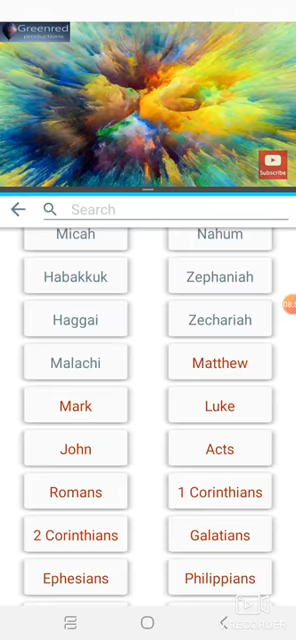 Greenred
productions
Subscribe
Search
Micah
Nahum
Habakkuk
Zephaniah
Haggai
Zechariah
Malachi
Matthew
Mark
Luke
John
Acts
Romans
1 Corinthians
2 Corinthians
Galatians
Ephesians
Philippians
RECORDER